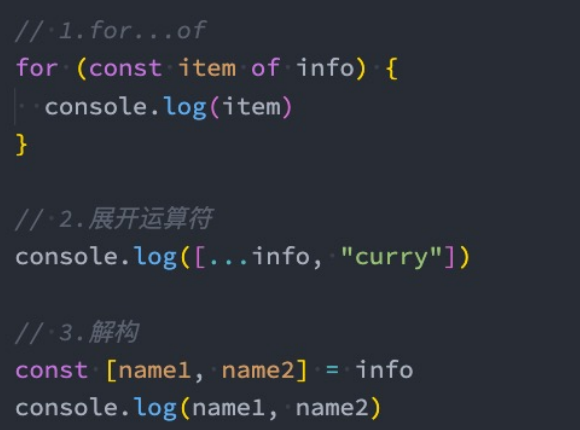 // 1.for...of
for (const item of info) {
  console.log(item)
}
// 2.展开运算符
console.log([...info, "curry"])
// 3.解构
const [name1, name2] = info
console.log(name1, name2)